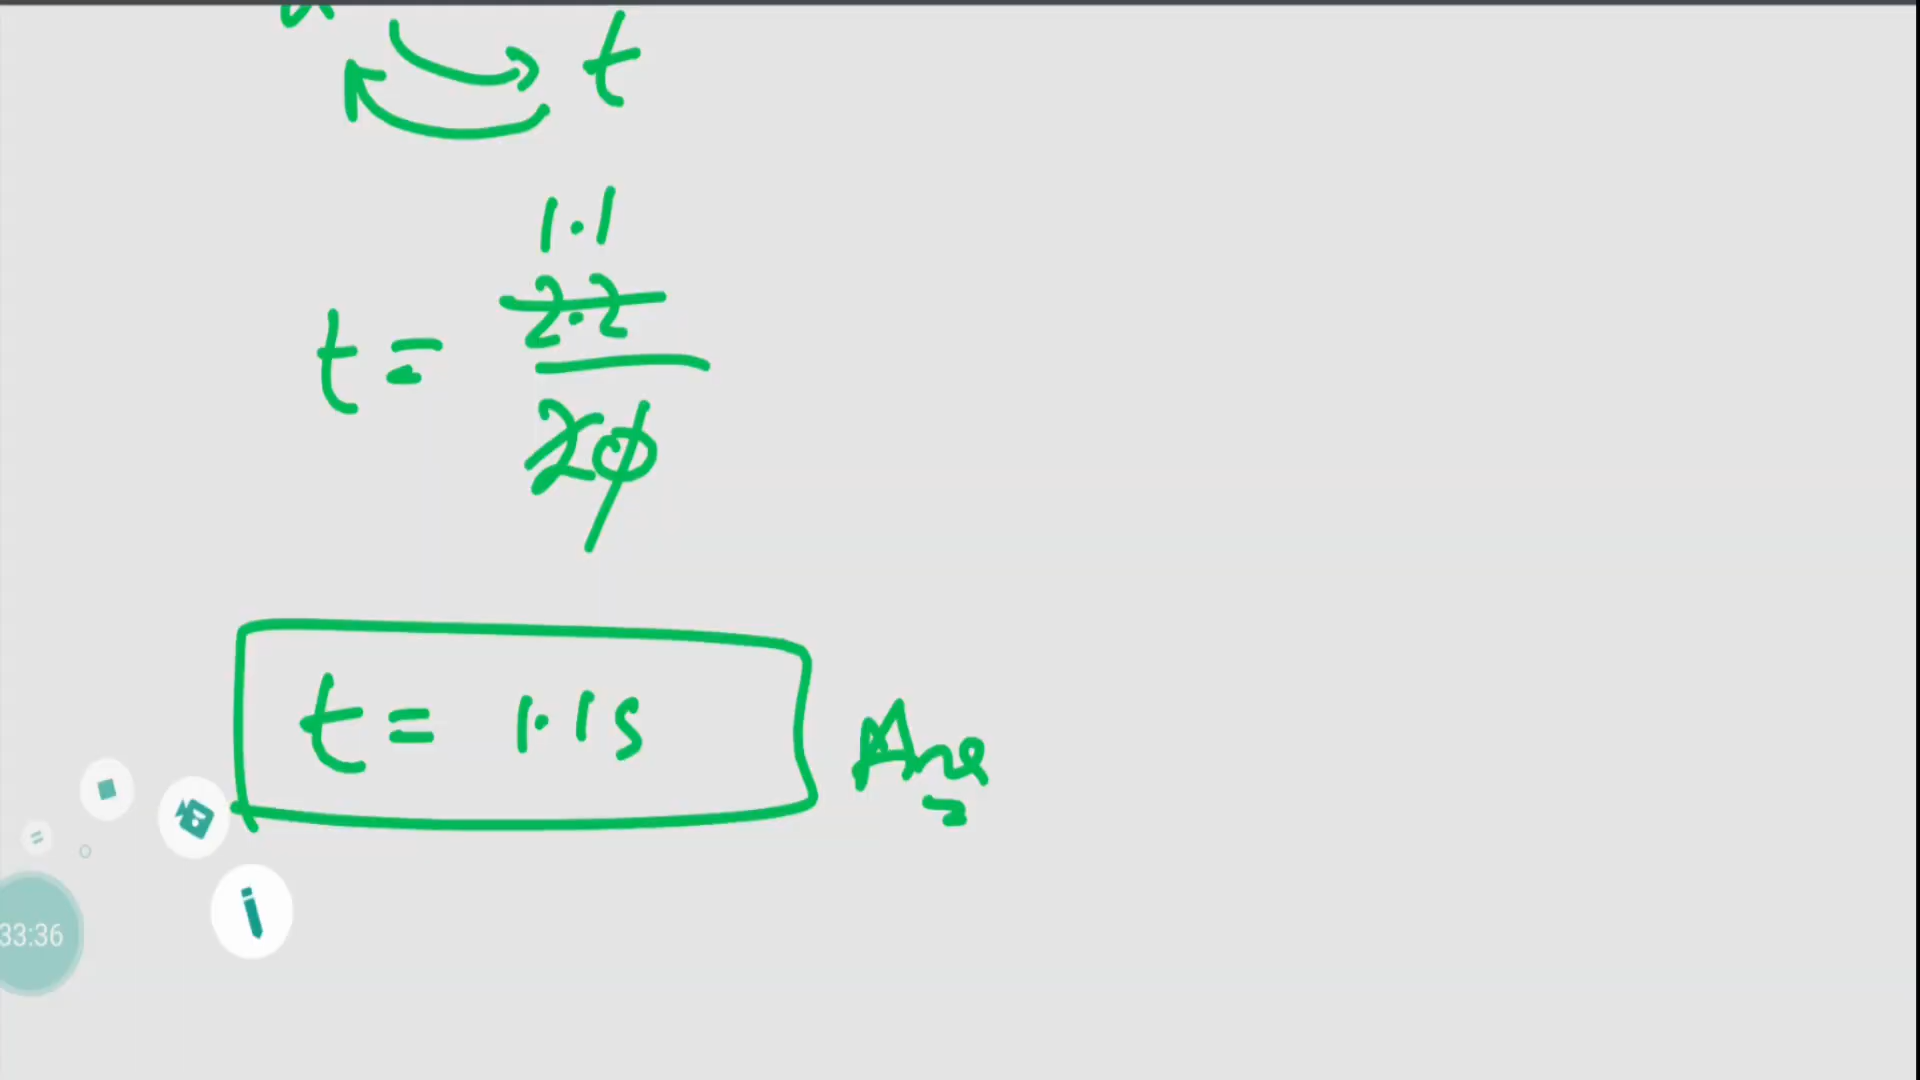 t
1.1
2.2
t =
20
t = 1.1s
Ans
33:36